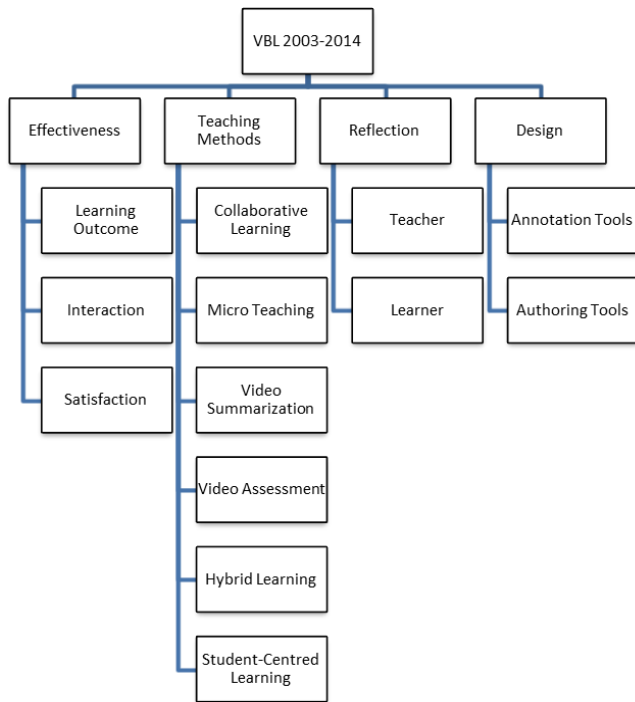 VBL 2003-2014
Effectiveness
Teaching
Methods
Reflection
Design
Learning
Outcome
Interaction
Satisfaction
Collaborative
Learning
Micro Teaching
Video
Summarization
Video Assessment
Hybrid Learning
Student-Centred
Learning
Teacher
Learner
Annotation Tools
Authoring Tools